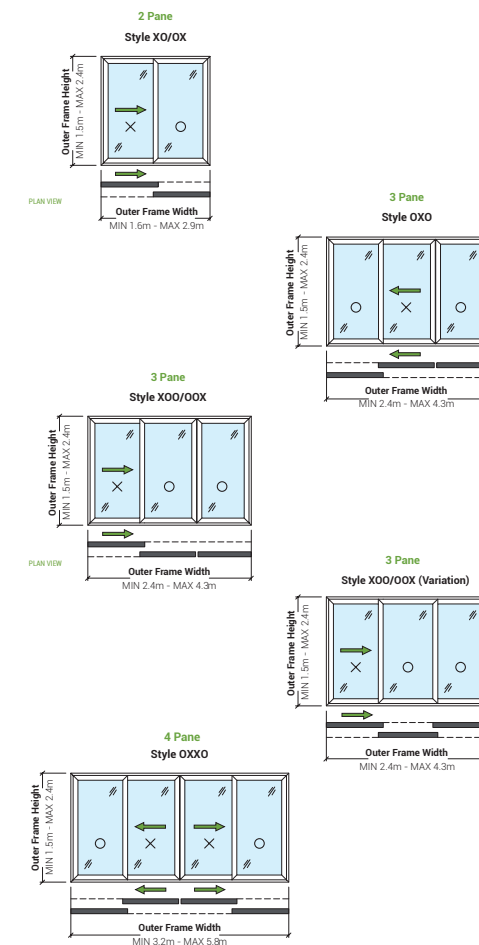 2 Pane
Style XO/OX
Outer Frame Height
MIN 1.5m - MAX 2.4m
PLAN VIEW
Outer Frame Width
MIN 1.6m - MAX 2.9m
3 Pane
Style OXO
Outer Frame Height
MIN 1.5m - MAX 2.4m
Outer Frame Width
MIN 2.4m - MAX 4.3m
3 Pane
Style XOO/OOX
Outer Frame Height
MIN 1.5m - MAX 2.4m
PLAN VIEW
Outer Frame Width
MIN 2.4m - MAX 4.3m
3 Pane
Style XOO/OOX (Variation)
Outer Frame Height
MIN 1.5m - MAX 2.4m
Outer Frame Width
MIN 2.4m - MAX 4.3m
4 Pane
Style OXXO
Outer Frame Height
MIN 1.5m - MAX 2.4m
Outer Frame Width
MIN 3.2m - MAX 5.8m